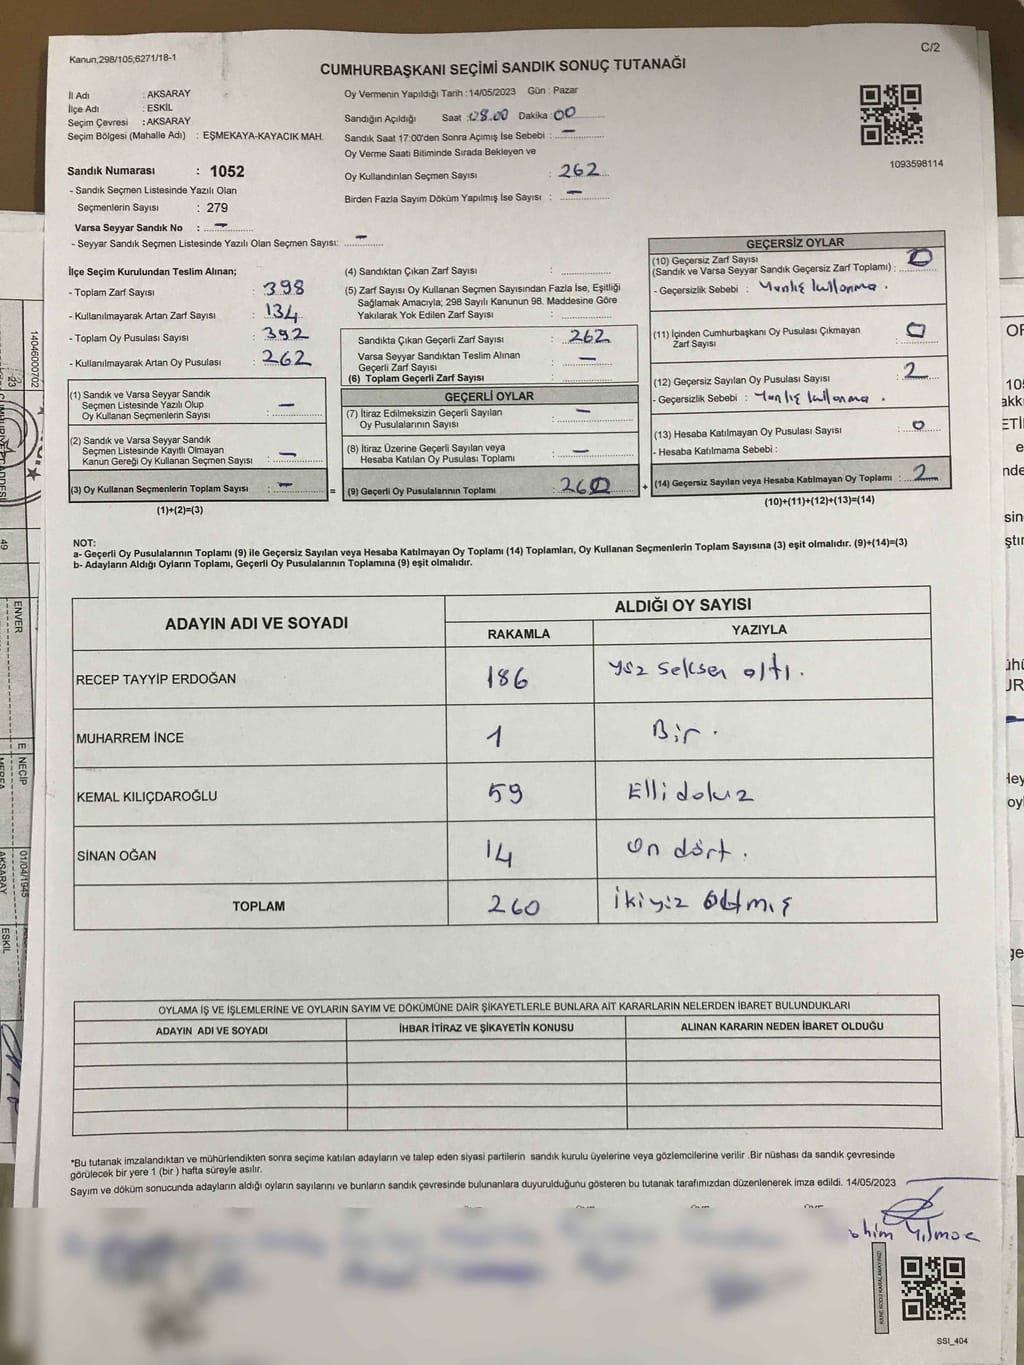 Kanun;298/105;6271/18-1
C/2
CUMHURBAŞKANI SEÇİMİ SANDIK SONUÇ TUTANAĞI
İl Adı : AKSARAY
İlçe Adı : ESKİL
Seçim Çevresi : AKSARAY
Seçim Bölgesi (Mahalle Adı) : EŞMEKAYA-KAYACIK MAH.
Sandık Numarası : 1052
- Sandık Seçmen Listesinde Yazılı Olan
Seçmenlerin Sayısı : 279
Varsa Seyyar Sandık No : —
- Seyyar Sandık Seçmen Listesinde Yazılı Olan Seçmen Sayısı: —
Oy Vermenin Yapıldığı Tarih : 14/05/2023 Gün : Pazar
Sandığın Açıldığı Saat : 08.00 Dakika : 00
Sandık Saat 17:00'den Sonra Açımış İse Sebebi : —
Oy Verme Saati Bitiminde Sırada Bekleyen ve
Oy Kullandırılan Seçmen Sayısı : 262
Birden Fazla Sayım Döküm Yapılmış İse Sayısı : —
1093598114
İlçe Seçim Kurulundan Teslim Alınan;
- Toplam Zarf Sayısı : 398
- Kullanılmayarak Artan Zarf Sayısı : 134
- Toplam Oy Pusulası Sayısı : 392
- Kullanılmayarak Artan Oy Pusulası : 262
(1) Sandık ve Varsa Seyyar Sandık
Seçmen Listesinde Yazılı Olup
Oy Kullanan Seçmenlerin Sayısı : —
(2) Sandık ve Varsa Seyyar Sandık
Seçmen Listesinde Kayıtlı Olmayan
Kanun Gereği Oy Kullanan Seçmen Sayısı : —
(3) Oy Kullanan Seçmenlerin Toplam Sayısı : —
(1)+(2)=(3)
(4) Sandıktan Çıkan Zarf Sayısı :
(5) Zarf Sayısı Oy Kullanan Seçmen Sayısından Fazla İse, Eşitliği
Sağlamak Amacıyla; 298 Sayılı Kanunun 98. Maddesine Göre
Yakılarak Yok Edilen Zarf Sayısı :
Sandıkta Çıkan Geçerli Zarf Sayısı : 262
Varsa Seyyar Sandıktan Teslim Alınan
Geçerli Zarf Sayısı : —
(6) Toplam Geçerli Zarf Sayısı :
GEÇERLİ OYLAR
(7) İtiraz Edilmeksizin Geçerli Sayılan
Oy Pusulalarının Sayısı : —
(8) İtiraz Üzerine Geçerli Sayılan veya
Hesaba Katılan Oy Pusulası Toplamı : —
= (9) Geçerli Oy Pusulalarının Toplamı : 260
GEÇERSİZ OYLAR
(10) Geçersiz Zarf Sayısı
(Sandık ve Varsa Seyyar Sandık Geçersiz Zarf Toplamı) : 0
- Geçersizlik Sebebi : Yanlış kullanma.
(11) İçinden Cumhurbaşkanı Oy Pusulası Çıkmayan
Zarf Sayısı : 0
(12) Geçersiz Sayılan Oy Pusulası Sayısı : 2
- Geçersizlik Sebebi : Yanlış kullanma.
(13) Hesaba Katılmayan Oy Pusulası Sayısı : 0
- Hesaba Katılmama Sebebi :
+ (14) Geçersiz Sayılan veya Hesaba Katılmayan Oy Toplamı : 2
(10)+(11)+(12)+(13)=(14)
NOT:
a- Geçerli Oy Pusulalarının Toplamı (9) ile Geçersiz Sayılan veya Hesaba Katılmayan Oy Toplamı (14) Toplamları, Oy Kullanan Seçmenlerin Toplam Sayısına (3) eşit olmalıdır. (9)+(14)=(3)
b- Adayların Aldığı Oyların Toplamı, Geçerli Oy Pusulalarının Toplamına (9) eşit olmalıdır.
ADAYIN ADI VE SOYADI
ALDIĞI OY SAYISI
RAKAMLA YAZIYLA
RECEP TAYYİP ERDOĞAN 186 yüz seksen altı.
MUHARREM İNCE 1 Bir.
KEMAL KILIÇDAROĞLU 59 Elli dokuz
SİNAN OĞAN 14 On dört.
TOPLAM 260 İkiyüz altmış
OYLAMA İŞ VE İŞLEMLERİNE VE OYLARIN SAYIM VE DÖKÜMÜNE DAİR ŞİKAYETLERLE BUNLARA AİT KARARLARIN NELERDEN İBARET BULUNDUKLARI
ADAYIN ADI VE SOYADI İHBAR İTİRAZ VE ŞİKAYETİN KONUSU ALINAN KARARIN NEDEN İBARET OLDUĞU
*Bu tutanak imzalandıktan ve mühürlendikten sonra seçime katılan adayların ve talep eden siyasi partilerin sandık kurulu üyelerine veya gözlemcilerine verilir .Bir nüshası da sandık çevresinde
görülecek bir yere 1 (bir ) hafta süreyle asılır.
Sayım ve döküm sonucunda adayların aldığı oyların sayılarını ve bunların sandık çevresinde bulunanlara duyurulduğunu gösteren bu tutanak tarafımızdan düzenlenerek imza edildi. 14/05/2023
Yılmaz
SSI_404
14046000702
23
49
ENVER
E NECİP
01/04/1945
AKSARAY
ESKİL